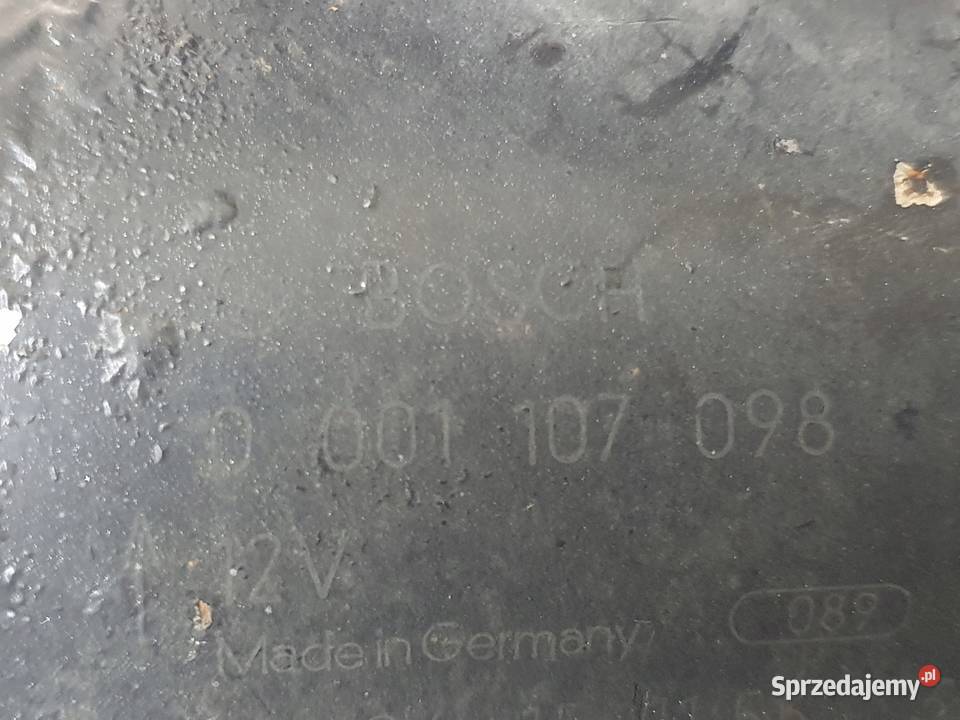 BOSCH
0 001 107 098
12V
089
Made in Germany
Sprzedajemy.pl